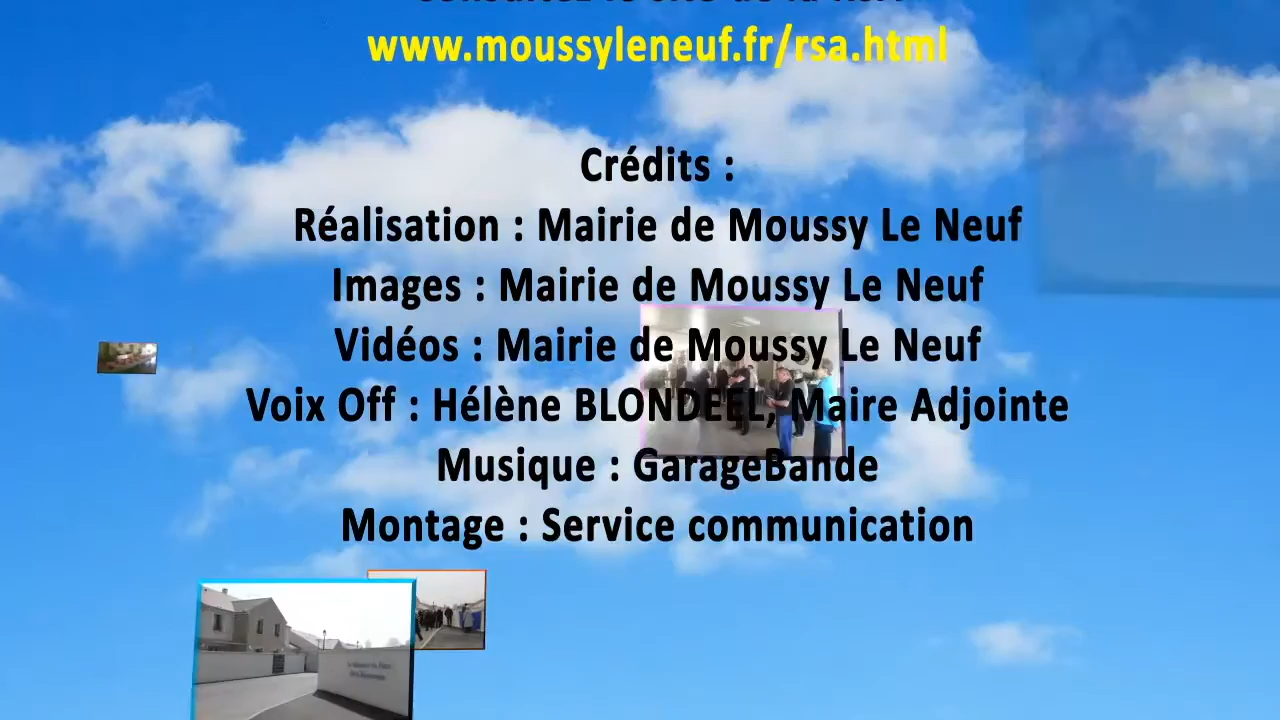 www.moussyleneuf.fr/rsa.html
Crédits :
Réalisation : Mairie de Moussy Le Neuf
Images : Mairie de Moussy Le Neuf
Vidéos : Mairie de Moussy Le Neuf
Voix Off : Hélène BLONDEEL, Maire Adjointe
Musique : GarageBande
Montage : Service communication